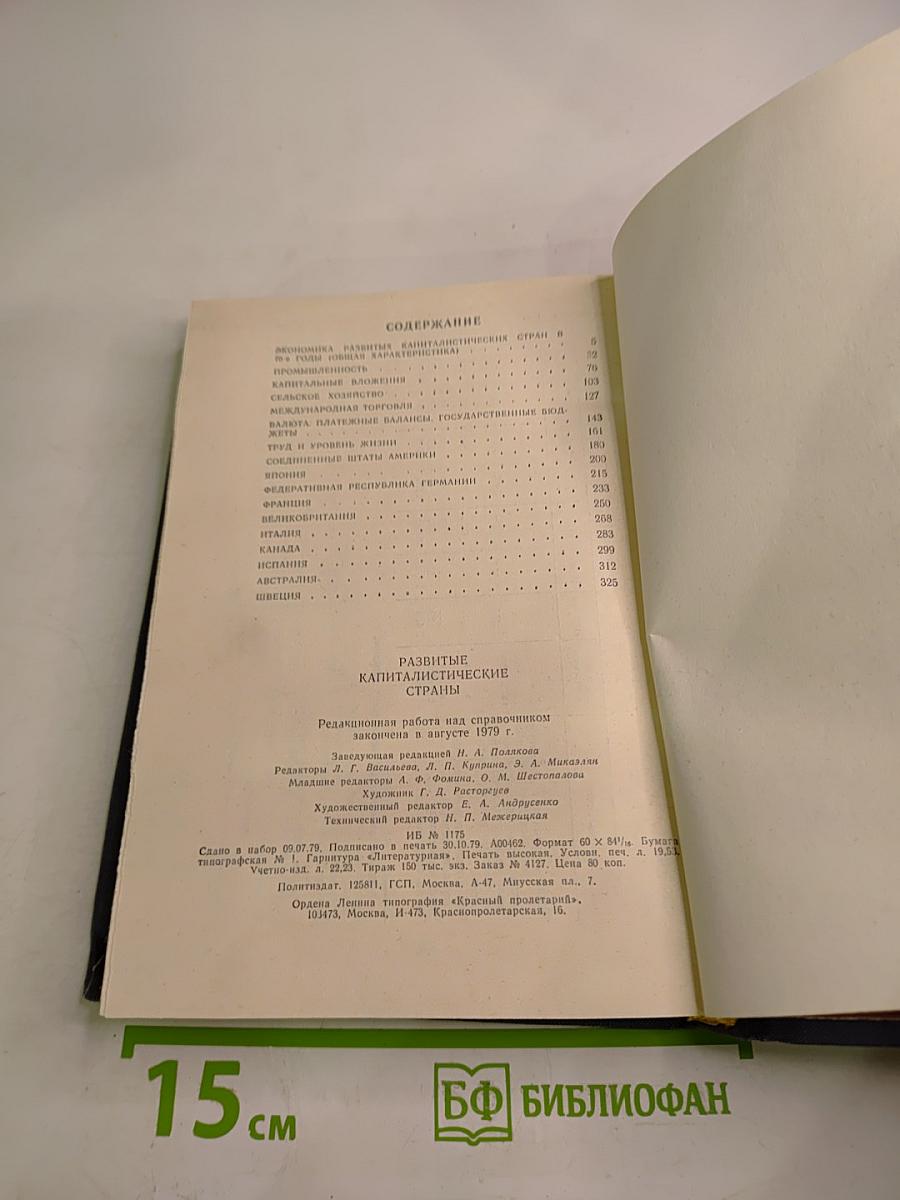 СОДЕРЖАНИЕ
ЭКОНОМИКА РАЗВИТЫХ КАПИТАЛИСТИЧЕСКИХ СТРАН В
70-е ГОДЫ (ОБЩАЯ ХАРАКТЕРИСТИКА) . . . . . . . 5
ПРОМЫШЛЕННОСТЬ . . . . . . . 52
КАПИТАЛЬНЫЕ ВЛОЖЕНИЯ . . . . . . . 76
СЕЛЬСКОЕ ХОЗЯЙСТВО . . . . . . . 103
МЕЖДУНАРОДНАЯ ТОРГОВЛЯ . . . . . . . 127
ВАЛЮТА. ПЛАТЕЖНЫЕ БАЛАНСЫ. ГОСУДАРСТВЕННЫЕ БЮД-
ЖЕТЫ . . . . . . . 143
ТРУД И УРОВЕНЬ ЖИЗНИ . . . . . . . 161
СОЕДИНЕННЫЕ ШТАТЫ АМЕРИКИ . . . . . . . 180
ЯПОНИЯ . . . . . . . 200
ФЕДЕРАТИВНАЯ РЕСПУБЛИКА ГЕРМАНИИ . . . . . . . 215
ФРАНЦИЯ . . . . . . . 233
ВЕЛИКОБРИТАНИЯ . . . . . . . 250
ИТАЛИЯ . . . . . . . 268
КАНАДА . . . . . . . 283
ИСПАНИЯ . . . . . . . 299
АВСТРАЛИЯ . . . . . . . 312
ШВЕЦИЯ . . . . . . . 325
РАЗВИТЫЕ
КАПИТАЛИСТИЧЕСКИЕ
СТРАНЫ
Редакционная работа над справочником
закончена в августе 1979 г.
Заведующая редакцией Н. А. Полякова
Редакторы Л. Г. Васильева, Л. П. Куприна, Э. А. Микаэлян
Младшие редакторы А. Ф. Фомина, О. М. Шестопалова
Художник Г. Д. Расторгуев
Художественный редактор Е. А. Андрусенко
Технический редактор Н. П. Межерицкая
ИБ № 1175
Сдано в набор 09.07.79. Подписано в печать 30.10.79. А00462. Формат 60 × 84¹/₁₆. Бумага
типографская № 1. Гарнитура «Литературная». Печать высокая. Условн. печ. л. 19,53.
Учетно-изд. л. 22,23. Тираж 150 тыс. экз. Заказ № 4127. Цена 80 коп.
Политиздат. 125811, ГСП, Москва, А-47, Миусская пл., 7.
Ордена Ленина типография «Красный пролетарий».
103473, Москва, И-473, Краснопролетарская, 16.
15 см
БФ БИБЛИОФАН